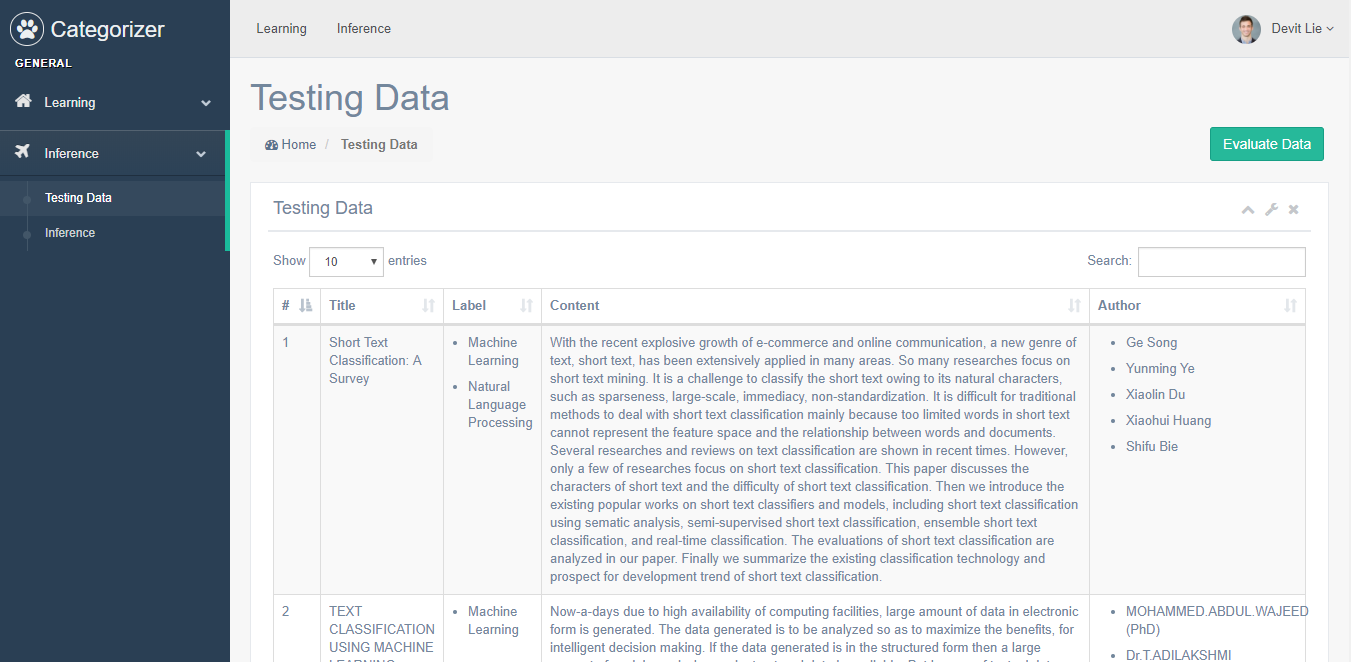 Categorizer
GENERAL
Learning
Inference
Testing Data
Inference
Learning
Inference
Devit Lie
Testing Data
Home / Testing Data
Evaluate Data
Testing Data
Show 10 entries
Search:
# Title Label Content Author
1
Short Text
Classification: A
Survey
Machine
Learning
Natural
Language
Processing
With the recent explosive growth of e-commerce and online communication, a new genre of
text, short text, has been extensively applied in many areas. So many researches focus on
short text mining. It is a challenge to classify the short text owing to its natural characters,
such as sparseness, large-scale, immediacy, non-standardization. It is difficult for traditional
methods to deal with short text classification mainly because too limited words in short text
cannot represent the feature space and the relationship between words and documents.
Several researches and reviews on text classification are shown in recent times. However,
only a few of researches focus on short text classification. This paper discusses the
characters of short text and the difficulty of short text classification. Then we introduce the
existing popular works on short text classifiers and models, including short text classification
using sematic analysis, semi-supervised short text classification, ensemble short text
classification, and real-time classification. The evaluations of short text classification are
analyzed in our paper. Finally we summarize the existing classification technology and
prospect for development trend of short text classification.
Ge Song
Yunming Ye
Xiaolin Du
Xiaohui Huang
Shifu Bie
2
TEXT
CLASSIFICATION
USING MACHINE
Machine
Learning
Now-a-days due to high availability of computing facilities, large amount of data in electronic
form is generated. The data generated is to be analyzed so as to maximize the benefits, for
intelligent decision making. If the data generated is in the structured form then a large
MOHAMMED.ABDUL.WAJEED
(PhD)
Dr.T.ADILAKSHMI